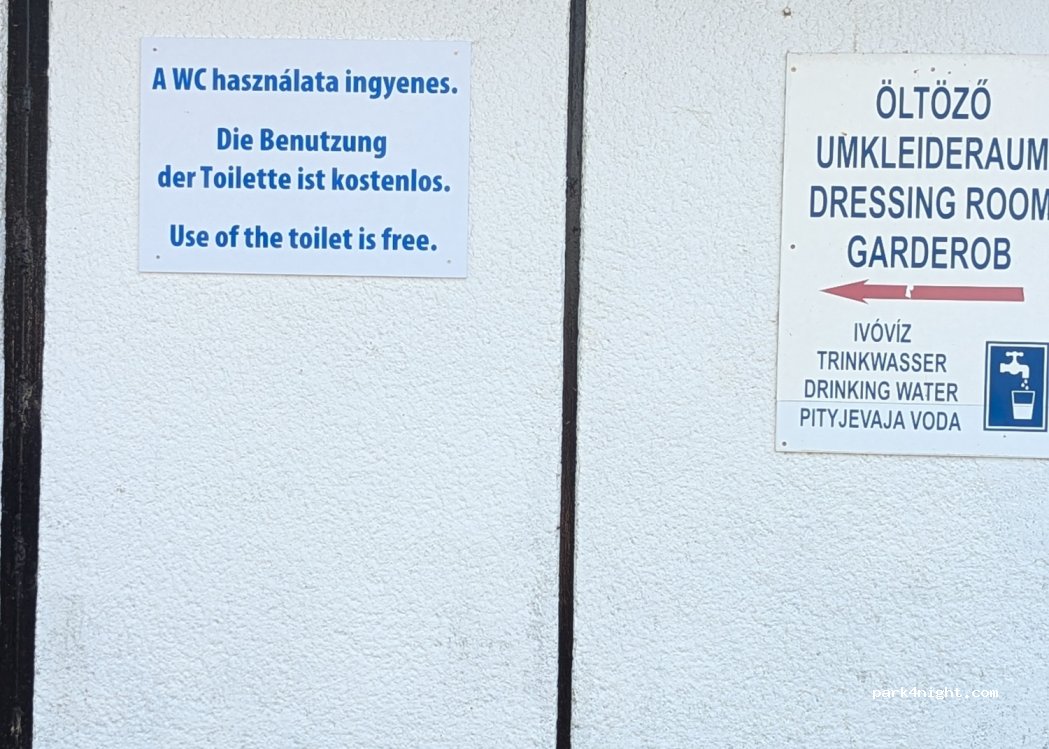 A WC használata ingyenes.
Die Benutzung
der Toilette ist kostenlos.
Use of the toilet is free.
ÖLTÖZŐ
UMKLEIDERAUM
DRESSING ROOM
GARDEROB
IVÓVÍZ
TRINKWASSER
DRINKING WATER
PITYJEVAJA VODA
park4night.com